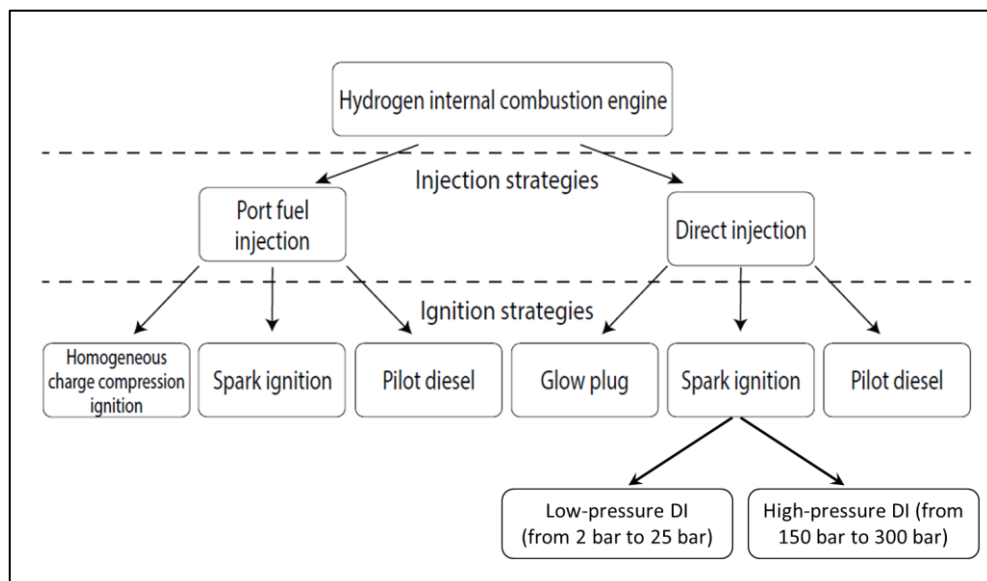 Hydrogen internal combustion engine
Injection strategies
Port fuel
injection
Direct injection
Ignition strategies
Homogeneous
charge compression
ignition
Spark ignition
Pilot diesel
Glow plug
Spark ignition
Pilot diesel
Low-pressure DI
(from 2 bar to 25 bar)
High-pressure DI (from
150 bar to 300 bar)